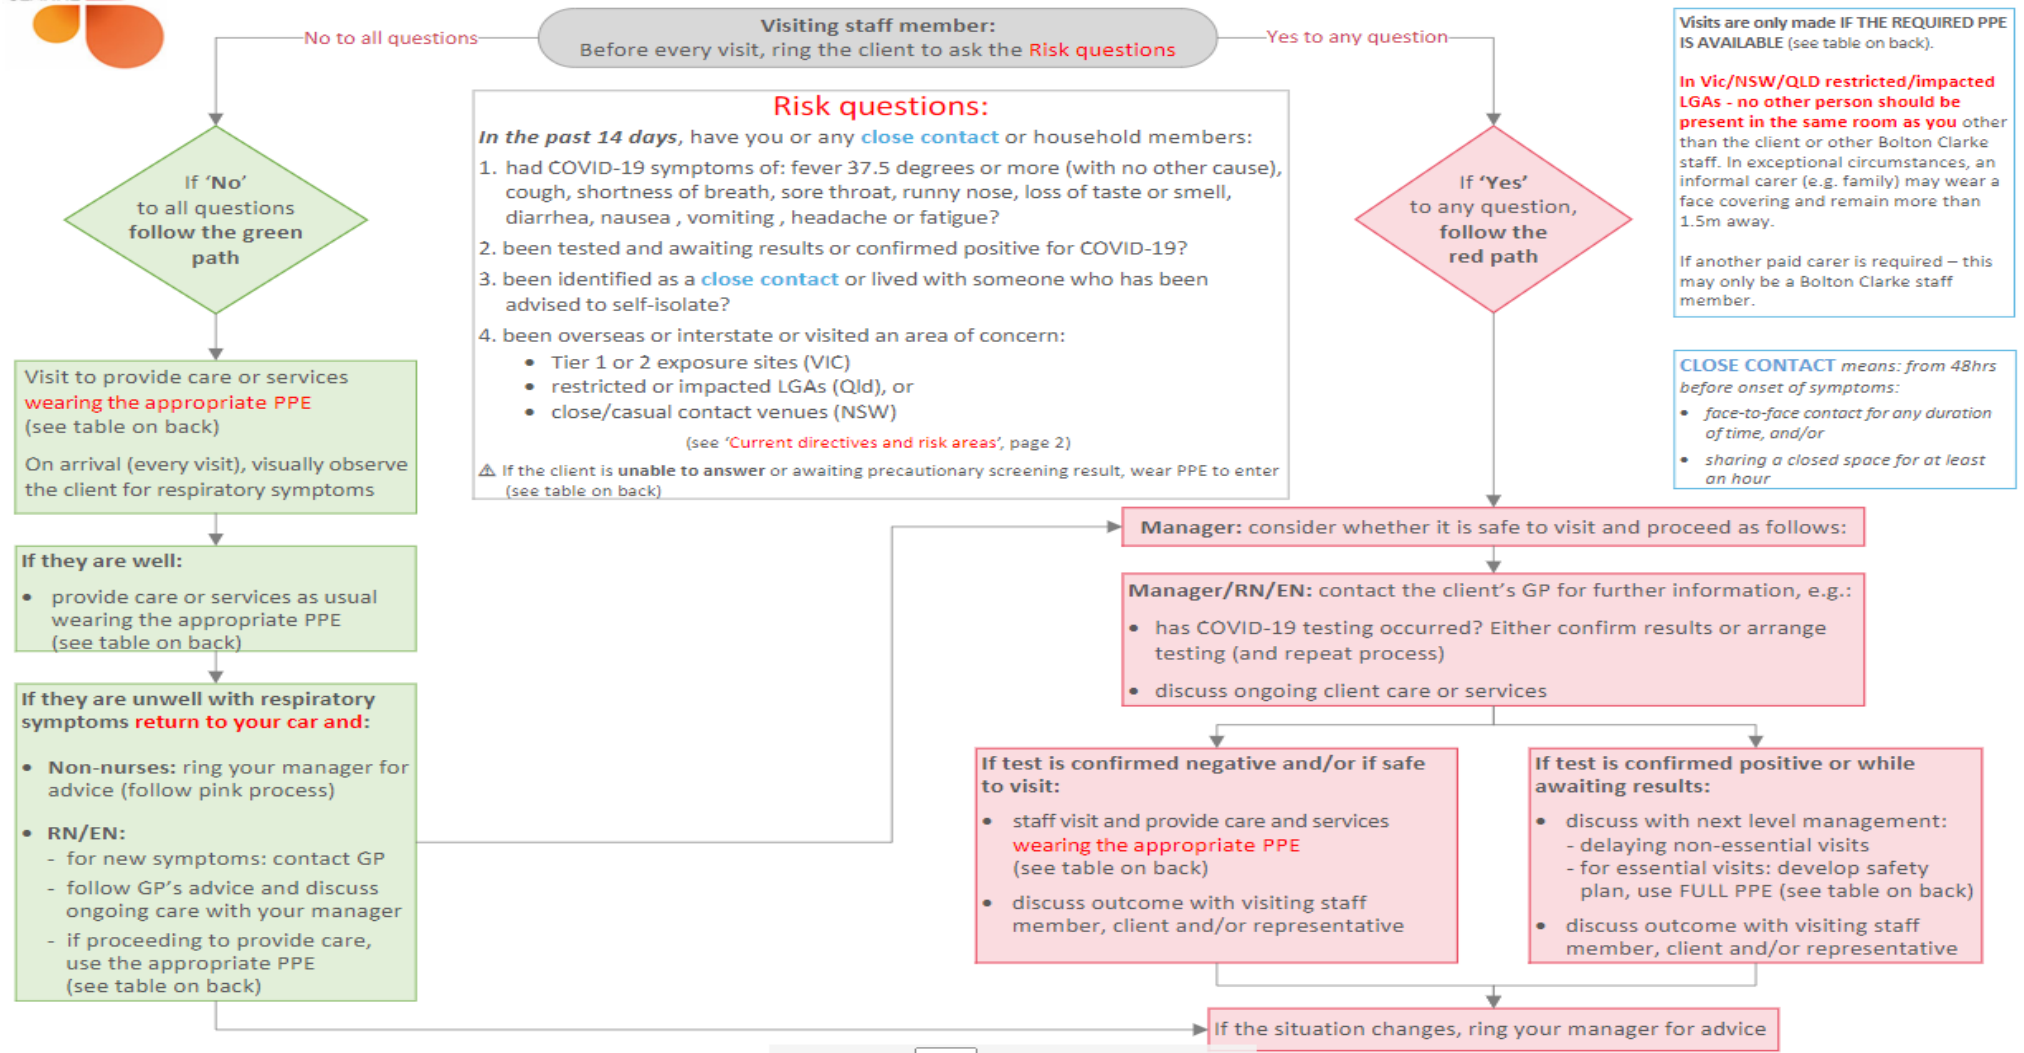 Visiting staff member:
Before every visit, ring the client to ask the Risk questions
No to all questions
Yes to any question
If ‘No’
to all questions
follow the green
path
Visit to provide care or services
wearing the appropriate PPE
(see table on back)
On arrival (every visit), visually observe
the client for respiratory symptoms
If they are well:
• provide care or services as usual
wearing the appropriate PPE
(see table on back)
If they are unwell with respiratory
symptoms return to your car and:
• Non-nurses: ring your manager for
advice (follow pink process)
• RN/EN:
- for new symptoms: contact GP
- follow GP’s advice and discuss
ongoing care with your manager
- if proceeding to provide care,
use the appropriate PPE
(see table on back)
Risk questions:
In the past 14 days, have you or any close contact or household members:
1. had COVID-19 symptoms of: fever 37.5 degrees or more (with no other cause),
cough, shortness of breath, sore throat, runny nose, loss of taste or smell,
diarrhea, nausea , vomiting , headache or fatigue?
2. been tested and awaiting results or confirmed positive for COVID-19?
3. been identified as a close contact or lived with someone who has been
advised to self-isolate?
4. been overseas or interstate or visited an area of concern:
• Tier 1 or 2 exposure sites (VIC)
• restricted or impacted LGAs (Qld), or
• close/casual contact venues (NSW)
(see ‘Current directives and risk areas’, page 2)
⚠ If the client is unable to answer or awaiting precautionary screening result, wear PPE to enter
(see table on back)
If ‘Yes’
to any question,
follow the
red path
Visits are only made IF THE REQUIRED PPE
IS AVAILABLE (see table on back).
In Vic/NSW/QLD restricted/impacted
LGAs - no other person should be
present in the same room as you other
than the client or other Bolton Clarke
staff. In exceptional circumstances, an
informal carer (e.g. family) may wear a
face covering and remain more than
1.5m away.
If another paid carer is required – this
may only be a Bolton Clarke staff
member.
CLOSE CONTACT means: from 48hrs
before onset of symptoms:
• face-to-face contact for any duration
of time, and/or
• sharing a closed space for at least
an hour
Manager: consider whether it is safe to visit and proceed as follows:
Manager/RN/EN: contact the client’s GP for further information, e.g.:
• has COVID-19 testing occurred? Either confirm results or arrange
testing (and repeat process)
• discuss ongoing client care or services
If test is confirmed negative and/or if safe
to visit:
• staff visit and provide care and services
wearing the appropriate PPE
(see table on back)
• discuss outcome with visiting staff
member, client and/or representative
If test is confirmed positive or while
awaiting results:
• discuss with next level management:
- delaying non-essential visits
- for essential visits: develop safety
plan, use FULL PPE (see table on back)
• discuss outcome with visiting staff
member, client and/or representative
If the situation changes, ring your manager for advice